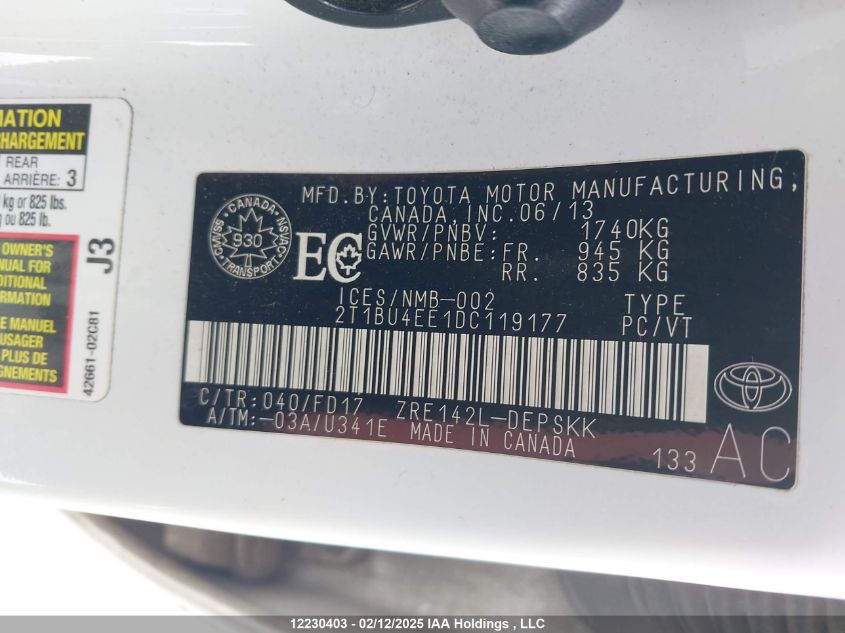 MATION
CHARGEMENT
REAR
ARRIÈRE: 3
kg or 825 lbs.
ou 825 lb.
OWNER'S
NUAL FOR
DITIONAL
ORMATION
E MANUEL
USAGER
PLUS DE
GNEMENTS
J3
42661-02C81
CANADA
930
TRANSPORT
EC
MFD.BY:TOYOTA MOTOR MANUFACTURING,
CANADA,INC.06/13
GVWR/PNBV: 1740KG
GAWR/PNBE:FR. 945 KG
RR. 835 KG
ICES/NMB-002 TYPE
2T1BU4EE1DC119177 PC/VT
C/TR:040/FD17 ZRE142L-DEPSKK
A/TM:-03A/U341E MADE IN CANADA
133 AC
12230403 - 02/12/2025 IAA Holdings , LLC